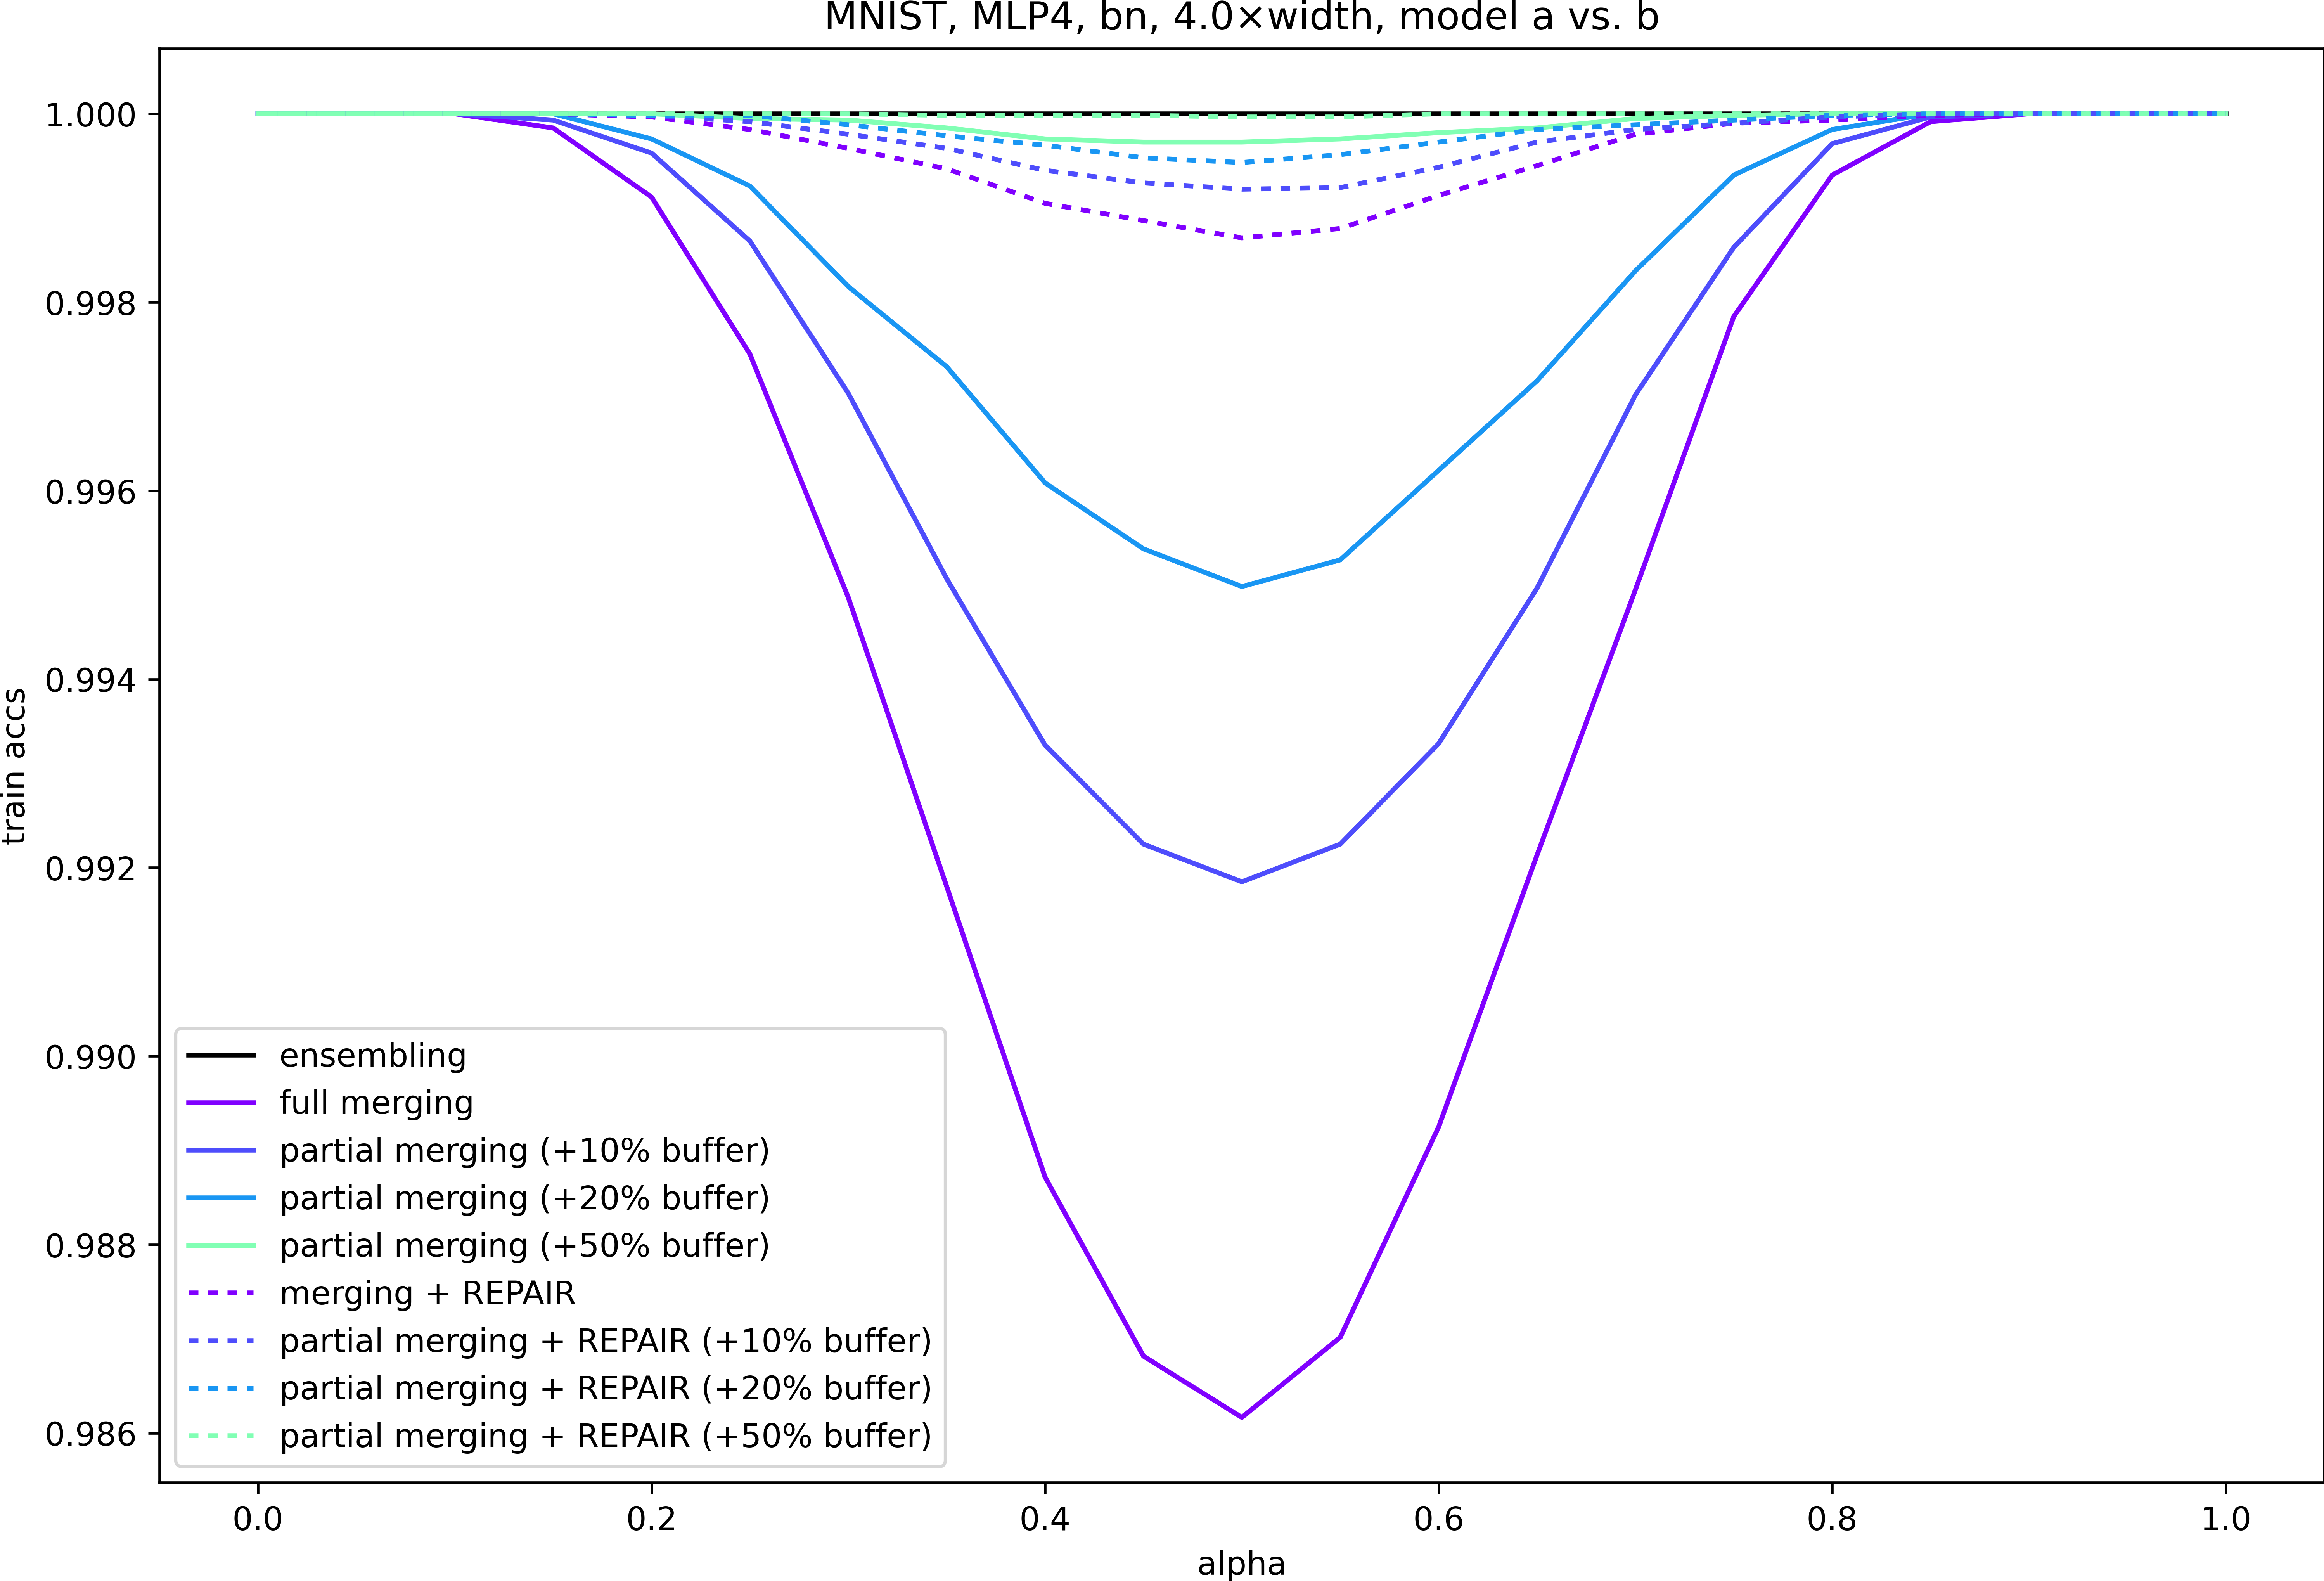 MNIST, MLP4, bn, 4.0×width, model a vs. b
train accs
1.000
0.998
0.996
0.994
0.992
0.990
0.988
0.986
ensembling
full merging
partial merging (+10% buffer)
partial merging (+20% buffer)
partial merging (+50% buffer)
merging + REPAIR
partial merging + REPAIR (+10% buffer)
partial merging + REPAIR (+20% buffer)
partial merging + REPAIR (+50% buffer)
0.0 0.2 0.4 0.6 0.8 1.0
alpha